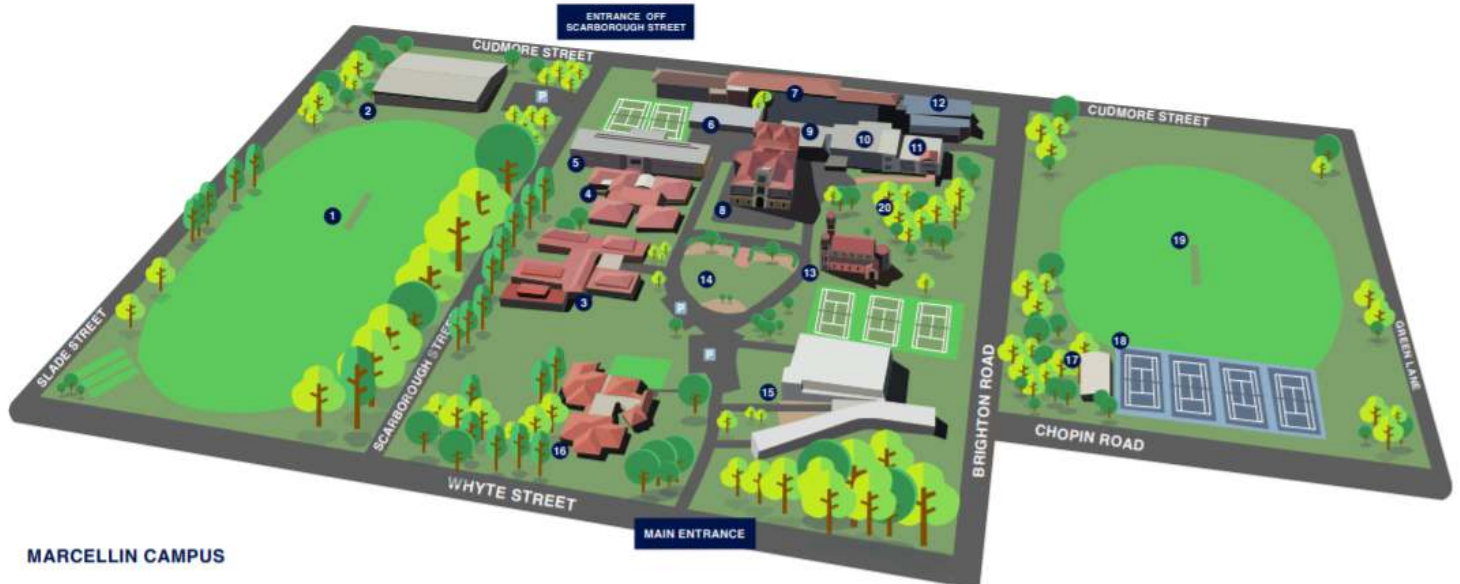 ENTRANCE OFF
SCARBOROUGH STREET
CUDMORE STREET
P
2
7
12
CUDMORE STREET
6
9
10
11
5
4
20
1
8
19
13
14
3
P
SLADE STREET
SCARBOROUGH STREET
P
18
17
GREEN LANE
15
BRIGHTON ROAD
CHOPIN ROAD
16
WHYTE STREET
MAIN ENTRANCE
MARCELLIN CAMPUS